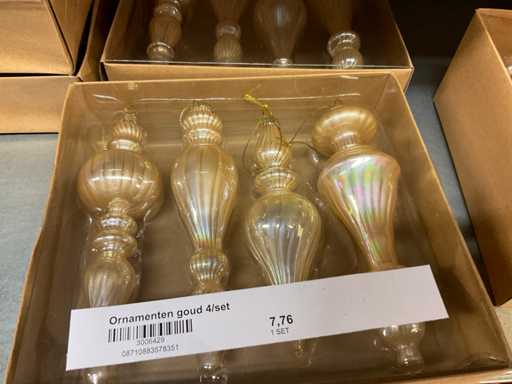 Ornamenten goud 4/set
3006429
08710883578351
7,76
1 SET